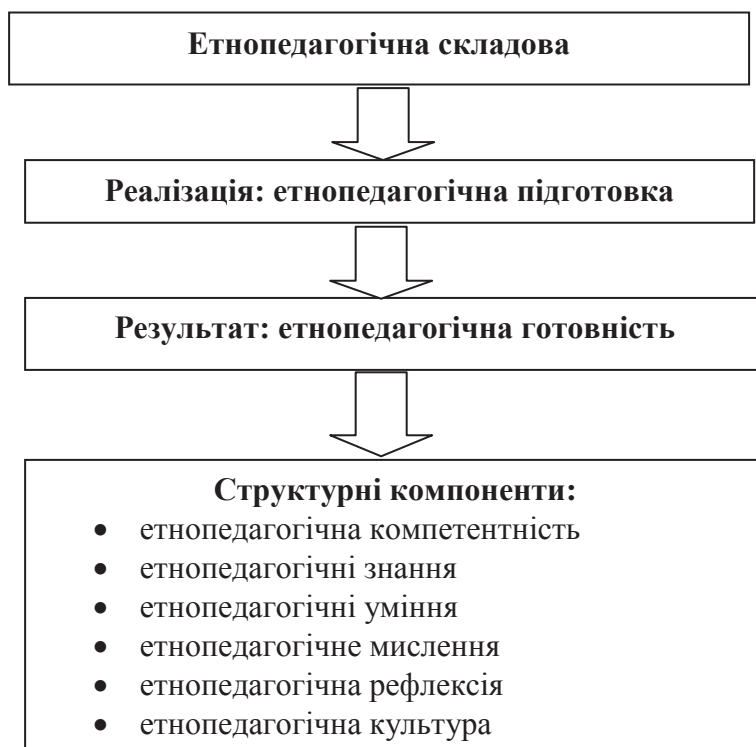 Етнопедагогічна складова
Реалізація: етнопедагогічна підготовка
Результат: етнопедагогічна готовність
Структурні компоненти:
• етнопедагогічна компетентність
• етнопедагогічні знання
• етнопедагогічні уміння
• етнопедагогічне мислення
• етнопедагогічна рефлексія
• етнопедагогічна культура